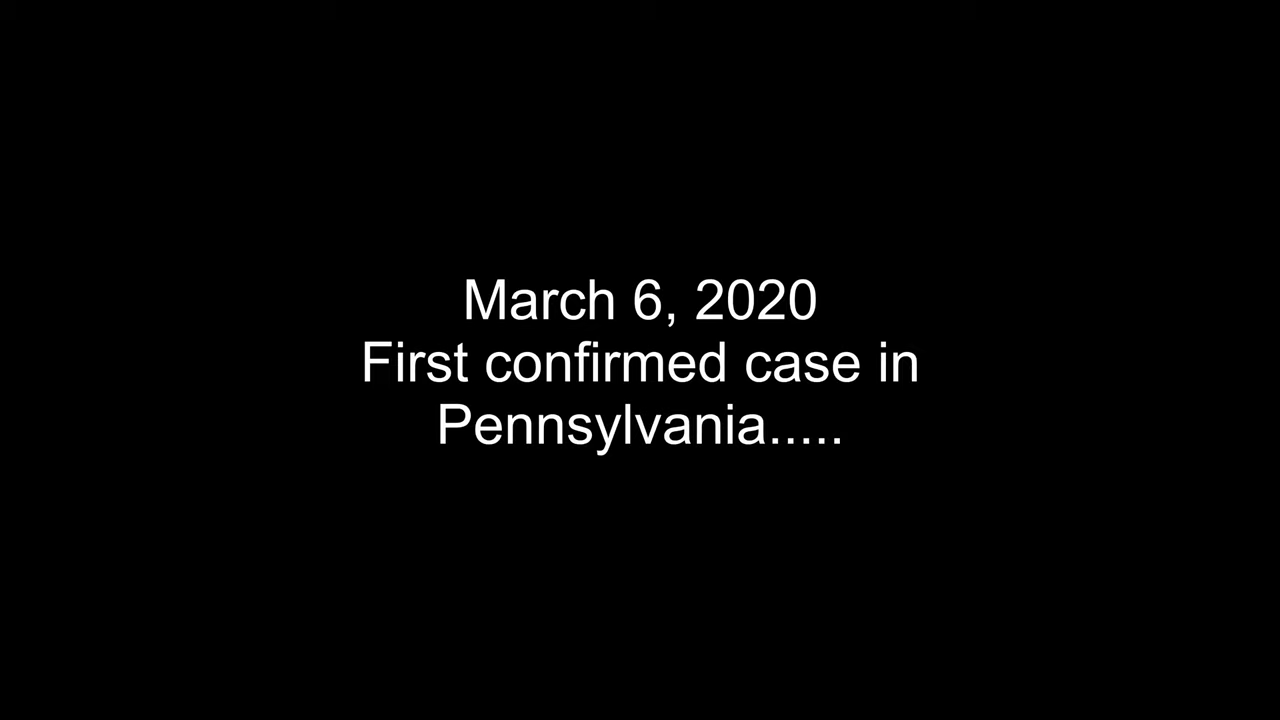 March 6, 2020
First confirmed case in
Pennsylvania.....